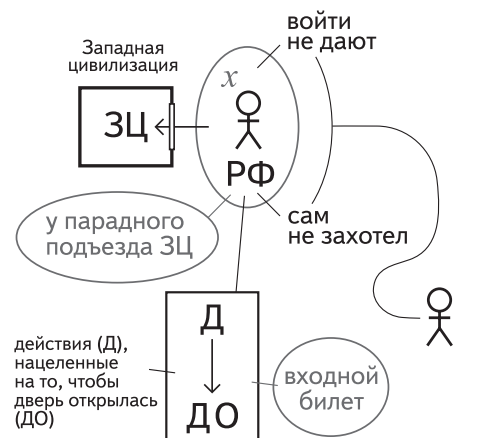 войти
не дают
Западная
цивилизация
x
ЗЦ
РФ
у парадного
подъезда ЗЦ
сам
не захотел
Д
действия (Д),
нацеленные
на то, чтобы
дверь открылась
(ДО)
входной
билет
ДО